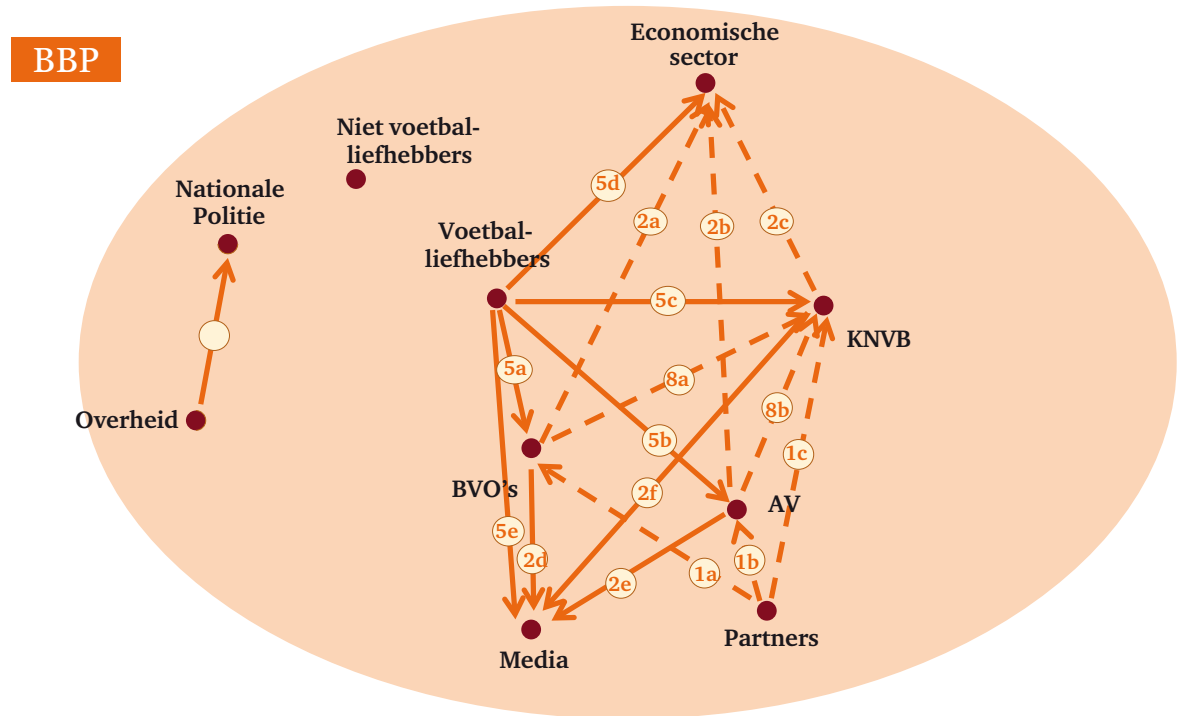 BBP
Economische
sector
Niet voetbal-
liefhebbers
Nationale
Politie
5d
2a
2b
2c
Voetbal-
liefhebbers
5c
KNVB
5a
8a
8b
Overheid
5b
1c
BVO's
2f
AV
5e
2d
2e
1a
1b
Partners
Media